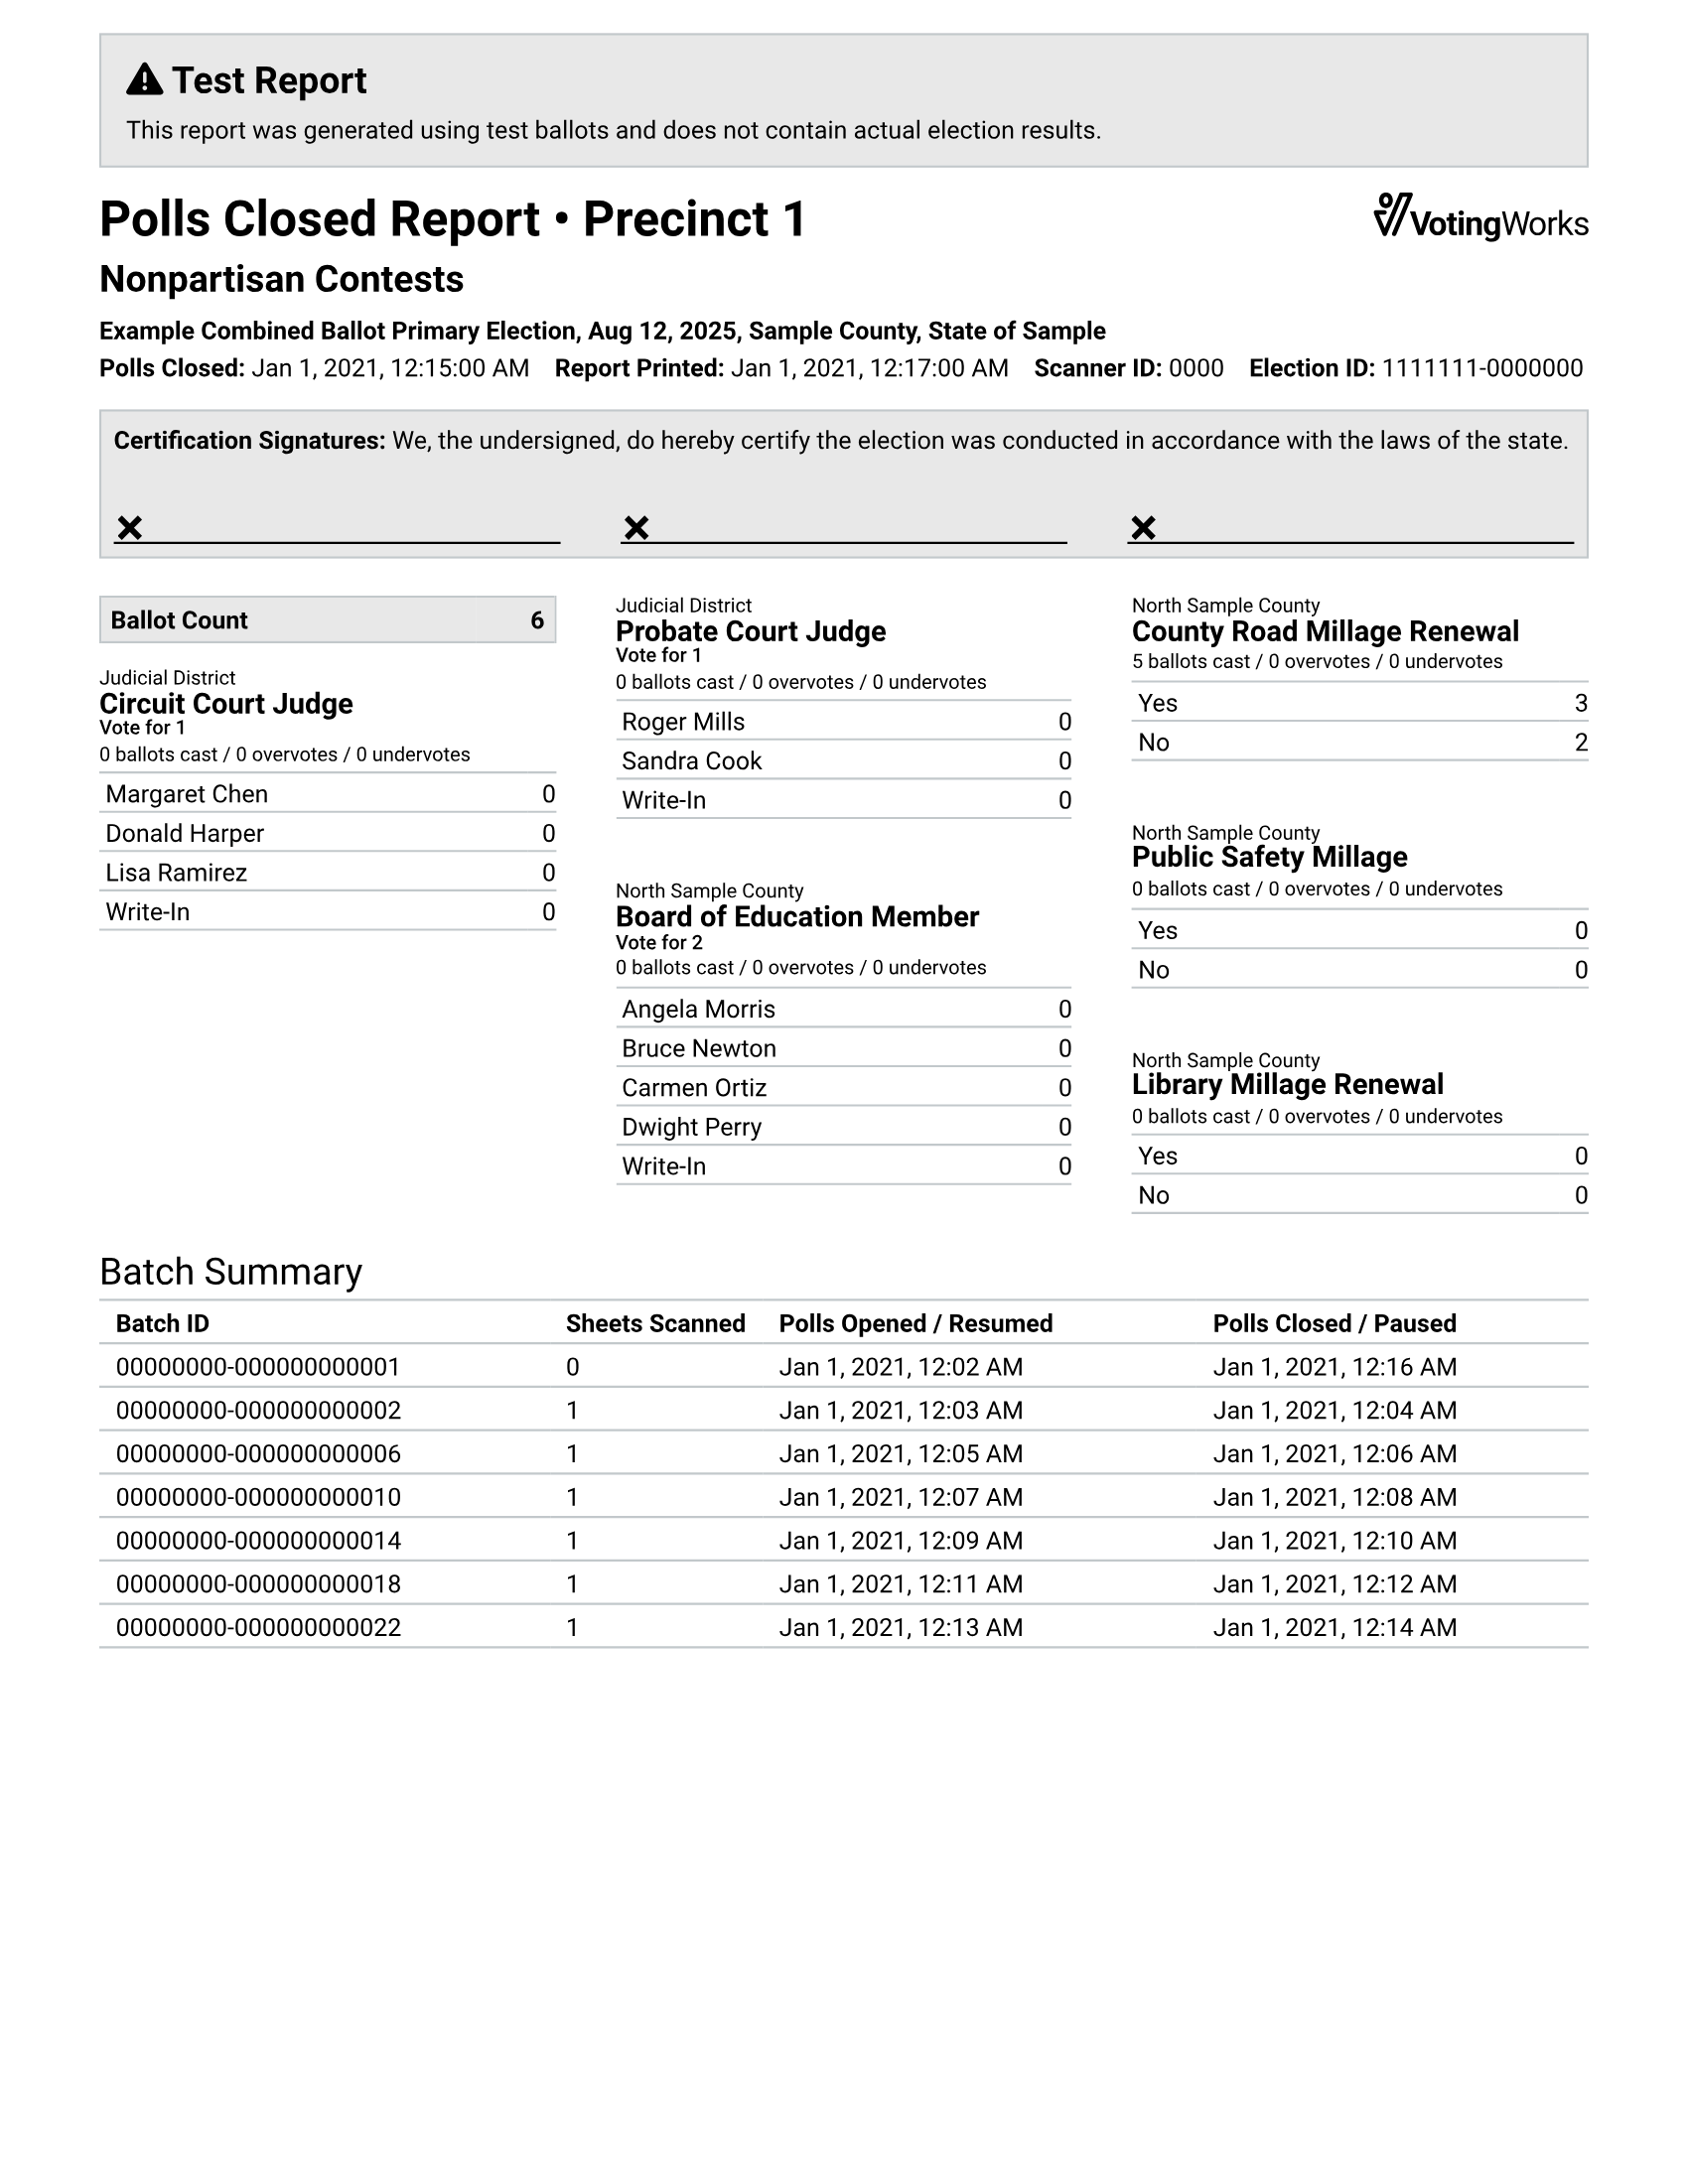 Test Report
This report was generated using test ballots and does not contain actual election results.
Polls Closed Report • Precinct 1
VotingWorks
Nonpartisan Contests
Example Combined Ballot Primary Election, Aug 12, 2025, Sample County, State of Sample
Polls Closed: Jan 1, 2021, 12:15:00 AM Report Printed: Jan 1, 2021, 12:17:00 AM Scanner ID: 0000 Election ID: 1111111-0000000
Certification Signatures: We, the undersigned, do hereby certify the election was conducted in accordance with the laws of the state.
Ballot Count 6
Judicial District
Circuit Court Judge
Vote for 1
0 ballots cast / 0 overvotes / 0 undervotes
Margaret Chen 0
Donald Harper 0
Lisa Ramirez 0
Write-In 0
Judicial District
Probate Court Judge
Vote for 1
0 ballots cast / 0 overvotes / 0 undervotes
Roger Mills 0
Sandra Cook 0
Write-In 0
North Sample County
Board of Education Member
Vote for 2
0 ballots cast / 0 overvotes / 0 undervotes
Angela Morris 0
Bruce Newton 0
Carmen Ortiz 0
Dwight Perry 0
Write-In 0
North Sample County
County Road Millage Renewal
5 ballots cast / 0 overvotes / 0 undervotes
Yes 3
No 2
North Sample County
Public Safety Millage
0 ballots cast / 0 overvotes / 0 undervotes
Yes 0
No 0
North Sample County
Library Millage Renewal
0 ballots cast / 0 overvotes / 0 undervotes
Yes 0
No 0
Batch Summary
Batch ID Sheets Scanned Polls Opened / Resumed Polls Closed / Paused
00000000-000000000001 0 Jan 1, 2021, 12:02 AM Jan 1, 2021, 12:16 AM
00000000-000000000002 1 Jan 1, 2021, 12:03 AM Jan 1, 2021, 12:04 AM
00000000-000000000006 1 Jan 1, 2021, 12:05 AM Jan 1, 2021, 12:06 AM
00000000-000000000010 1 Jan 1, 2021, 12:07 AM Jan 1, 2021, 12:08 AM
00000000-000000000014 1 Jan 1, 2021, 12:09 AM Jan 1, 2021, 12:10 AM
00000000-000000000018 1 Jan 1, 2021, 12:11 AM Jan 1, 2021, 12:12 AM
00000000-000000000022 1 Jan 1, 2021, 12:13 AM Jan 1, 2021, 12:14 AM